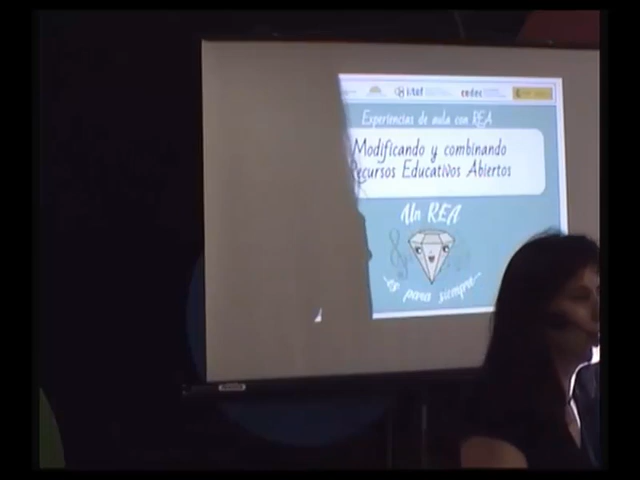 intef
cedec
Experiencias de aula con REA
Modificando y combinando
Recursos Educativos Abiertos
Un REA
es para siempre...